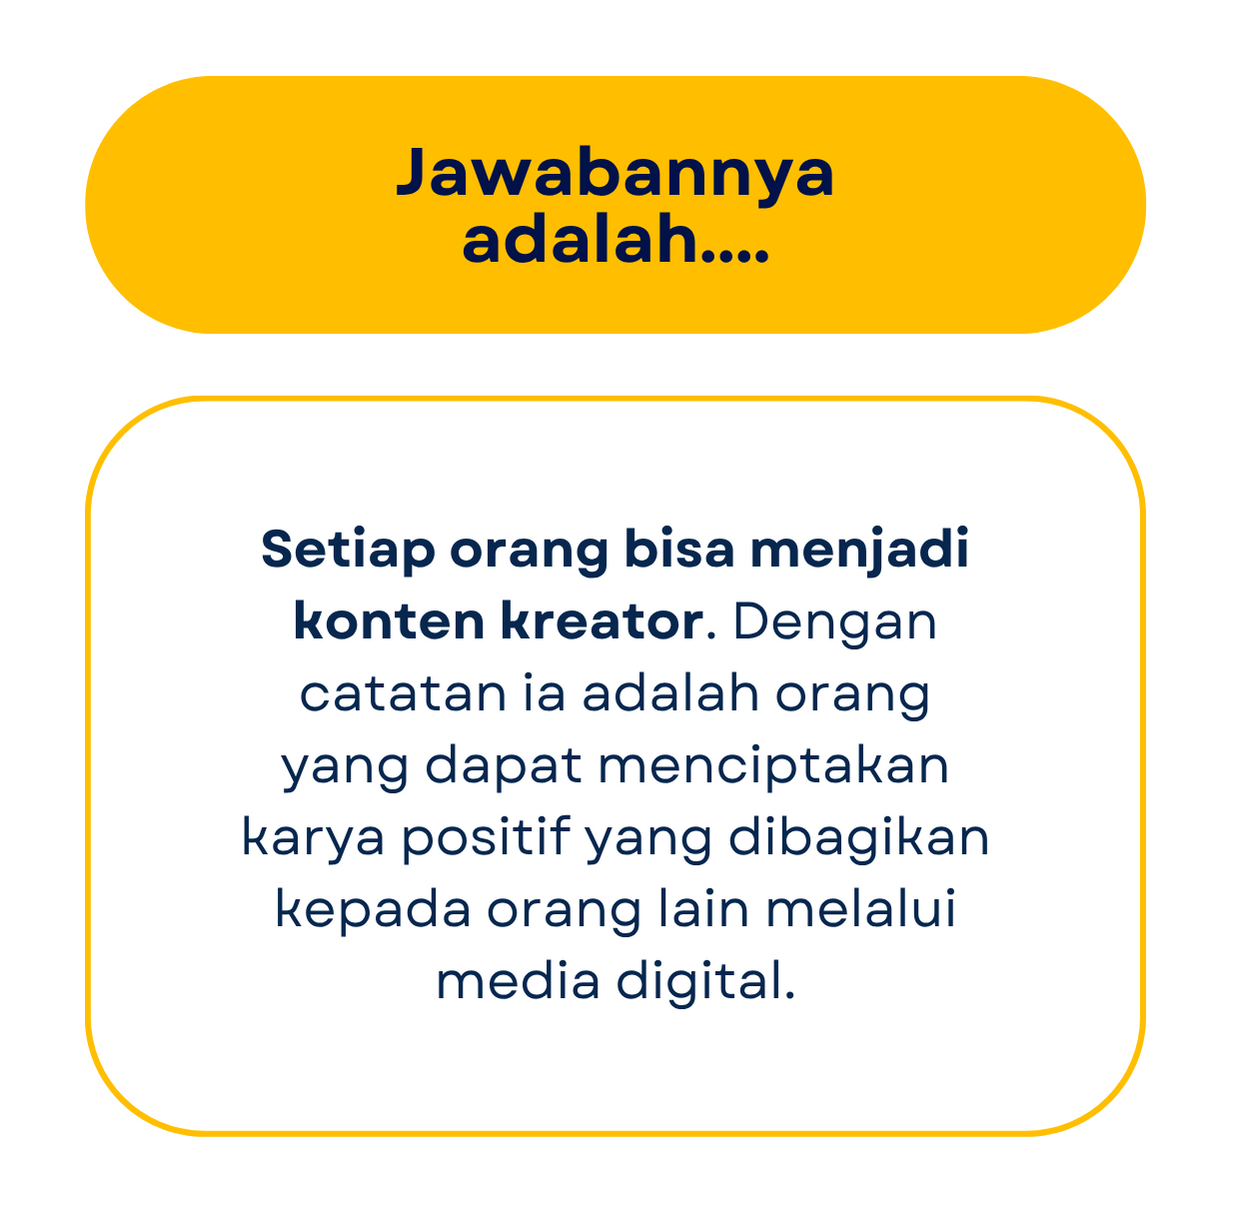 Jawabannya
adalah....
Setiap orang bisa menjadi
konten kreator. Dengan
catatan ia adalah orang
yang dapat menciptakan
karya positif yang dibagikan
kepada orang lain melalui
media digital.